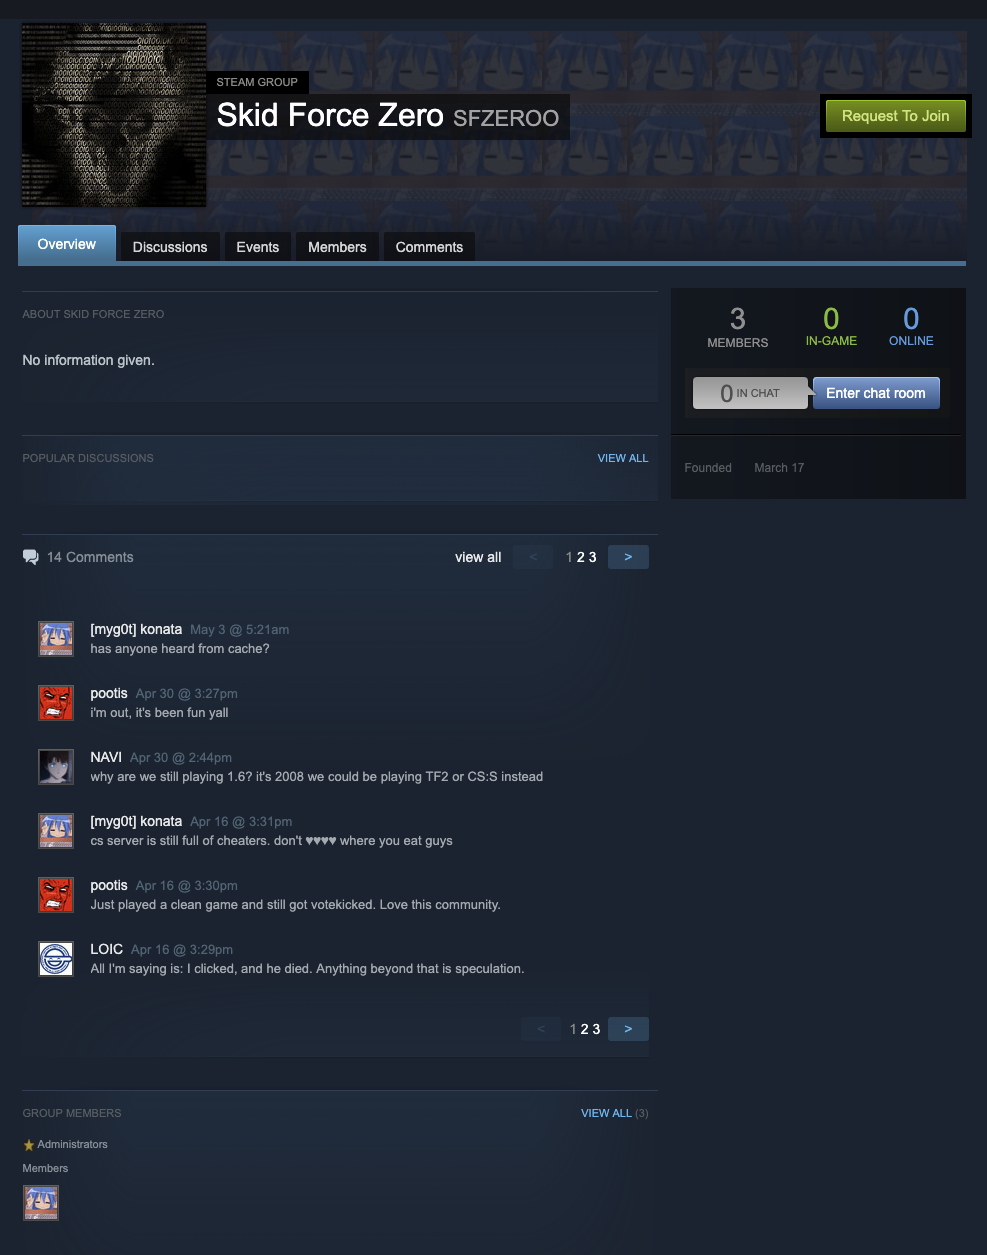 STEAM GROUP
Skid Force Zero SFZEROO
Request To Join
Overview
Discussions
Events
Members
Comments
ABOUT SKID FORCE ZERO
No information given.
3
MEMBERS
0
IN-GAME
0
ONLINE
0 IN CHAT
Enter chat room
Founded March 17
POPULAR DISCUSSIONS
VIEW ALL
14 Comments
view all < 1 2 3 >
[myg0t] konata May 3 @ 5:21am
has anyone heard from cache?
pootis Apr 30 @ 3:27pm
i'm out, it's been fun yall
NAVI Apr 30 @ 2:44pm
why are we still playing 1.6? it's 2008 we could be playing TF2 or CS:S instead
[myg0t] konata Apr 16 @ 3:31pm
cs server is still full of cheaters. don't ♥♥♥♥ where you eat guys
pootis Apr 16 @ 3:30pm
Just played a clean game and still got votekicked. Love this community.
LOIC Apr 16 @ 3:29pm
All I'm saying is: I clicked, and he died. Anything beyond that is speculation.
< 1 2 3 >
GROUP MEMBERS
VIEW ALL (3)
Administrators
Members